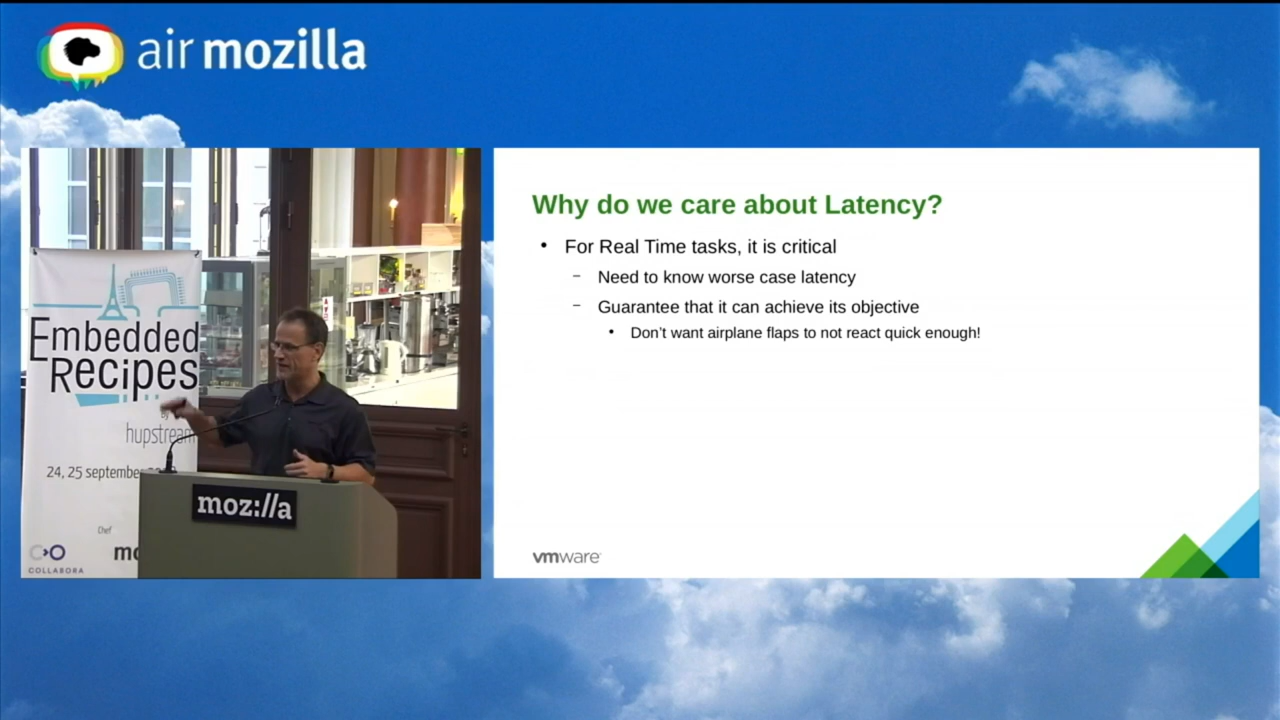 air mozilla
Embedded
Recipes
by
hupstream
24, 25 september
Chef
COLLABORA
moz://a
Why do we care about Latency?
• For Real Time tasks, it is critical
– Need to know worse case latency
– Guarantee that it can achieve its objective
• Don't want airplane flaps to not react quick enough!
vmware